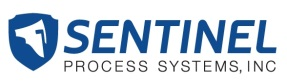 SENTINEL
PROCESS SYSTEMS, INC